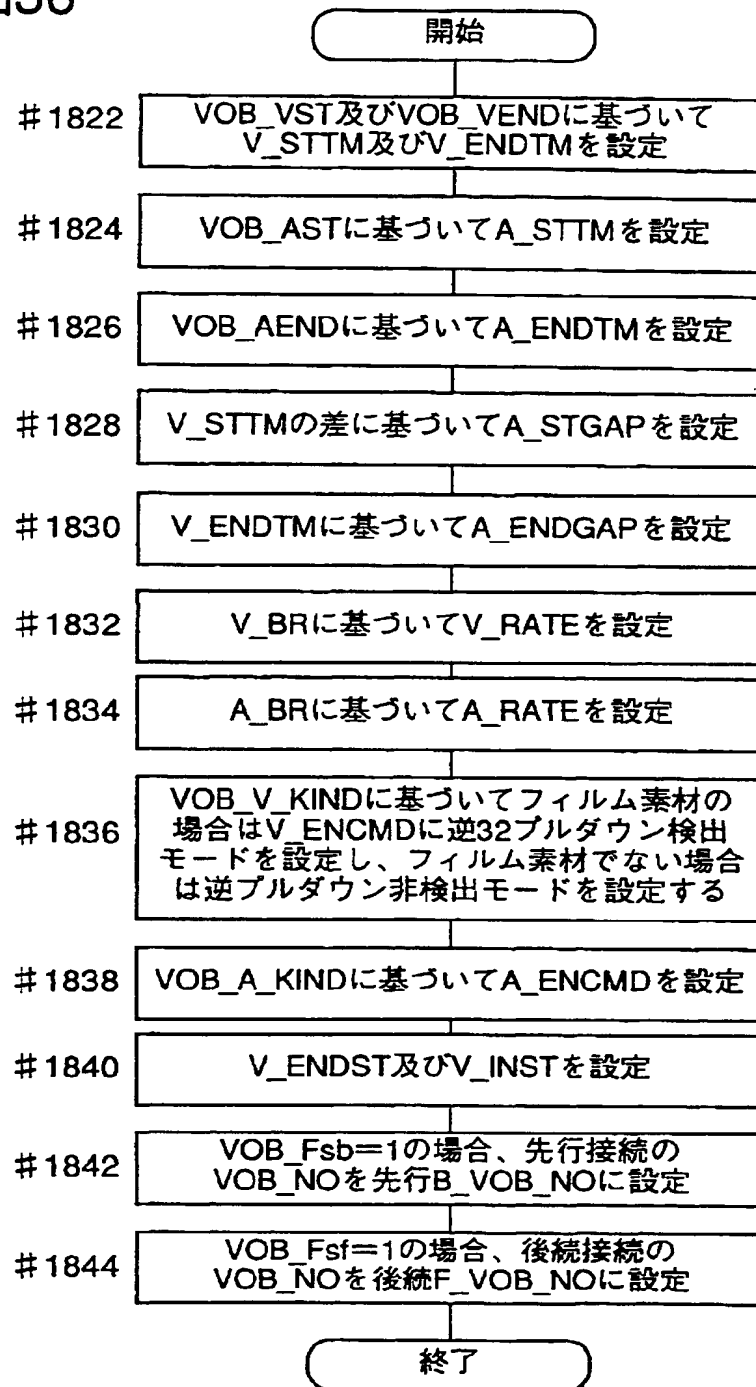 開始
#1822
VOB_VST及びVOB_VENDに基づいて
V_STTM及びV_ENDTMを設定
#1824
VOB_ASTに基づいてA_STTMを設定
#1826
VOB_AENDに基づいてA_ENDTMを設定
#1828
V_STTMの差に基づいてA_STGAPを設定
#1830
V_ENDTMに基づいてA_ENDGAPを設定
#1832
V_BRに基づいてV_RATEを設定
#1834
A_BRに基づいてA_RATEを設定
#1836
VOB_V_KINDに基づいてフィルム素材の
場合はV_ENCMDに逆32プルダウン検出
モードを設定し、フィルム素材でない場合
は逆プルダウン非検出モードを設定する
#1838
VOB_A_KINDに基づいてA_ENCMDを設定
#1840
V_ENDST及びV_INSTを設定
#1842
VOB_Fsb=1の場合、先行接続の
VOB_NOを先行B_VOB_NOに設定
#1844
VOB_Fsf=1の場合、後続接続の
VOB_NOを後続F_VOB_NOに設定
終了